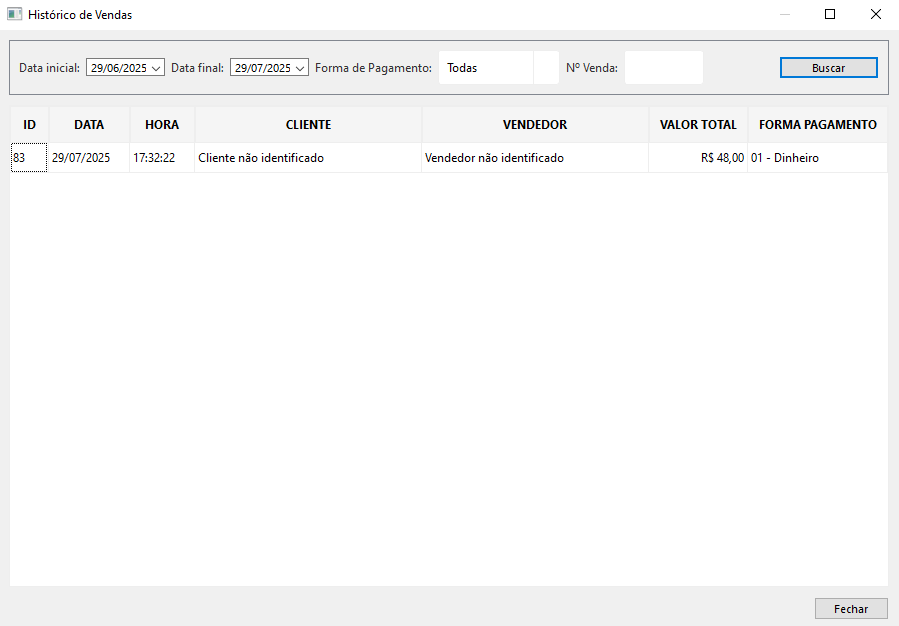 Histórico de Vendas
Data inicial: 29/06/2025 Data final: 29/07/2025 Forma de Pagamento: Todas Nº Venda: Buscar
ID DATA HORA CLIENTE VENDEDOR VALOR TOTAL FORMA PAGAMENTO
83 29/07/2025 17:32:22 Cliente não identificado Vendedor não identificado R$ 48,00 01 - Dinheiro
Fechar